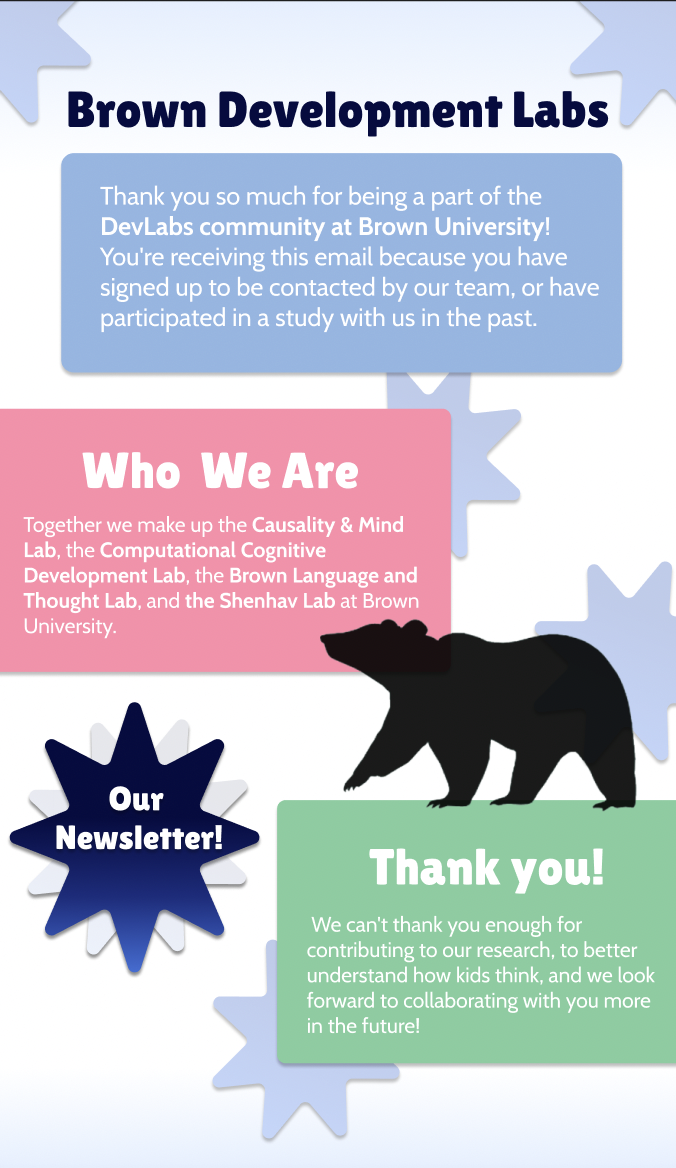 Brown Development Labs
Thank you so much for being a part of the
DevLabs community at Brown University!
You're receiving this email because you have
signed up to be contacted by our team, or have
participated in a study with us in the past.
Who We Are
Together we make up the Causality & Mind
Lab, the Computational Cognitive
Development Lab, the Brown Language and
Thought Lab, and the Shenhav Lab at Brown
University.
Our
Newsletter!
Thank you!
We can't thank you enough for
contributing to our research, to better
understand how kids think, and we look
forward to collaborating with you more
in the future!